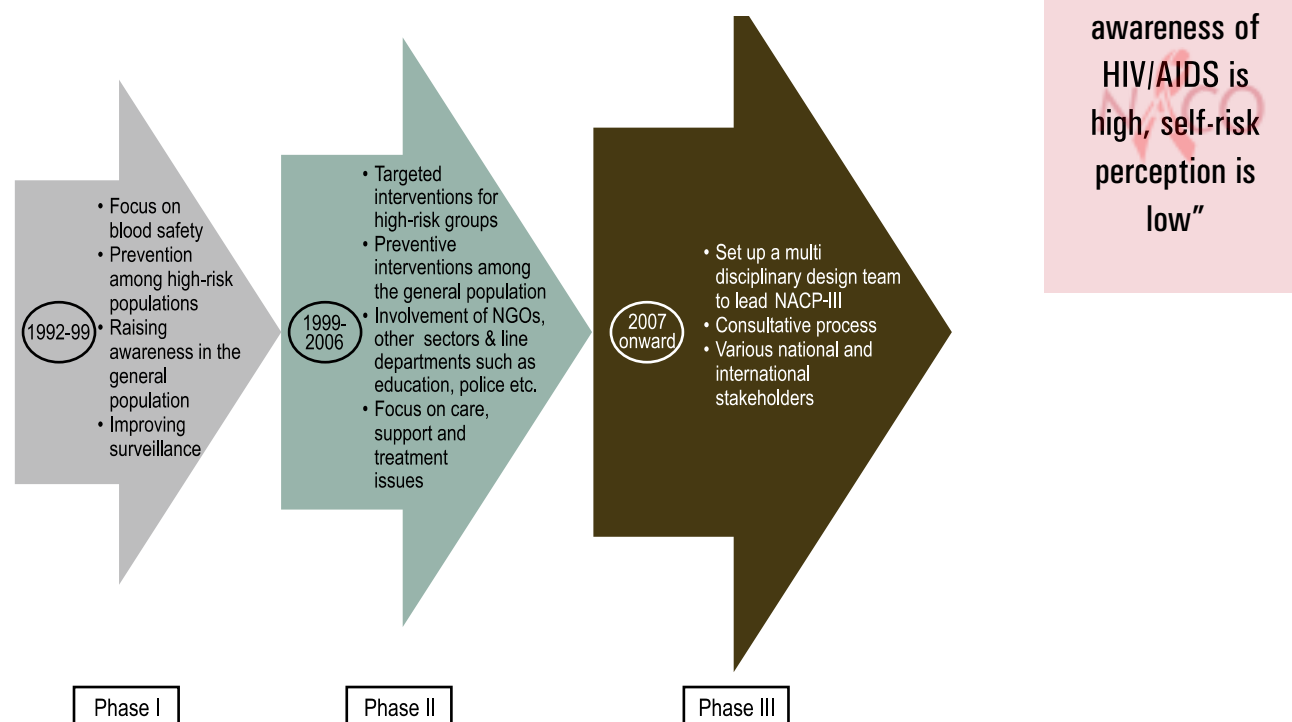 1992-99
• Focus on
blood safety
• Prevention
among high-risk
populations
• Raising
awareness in the
general
population
• Improving
surveillance
1999-
2006
• Targeted
interventions for
high-risk groups
• Preventive
interventions among
the general population
• Involvement of NGOs,
other sectors & line
departments such as
education, police etc.
• Focus on care,
support and
treatment
issues
2007
onward
• Set up a multi
disciplinary design team
to lead NACP-III
• Consultative process
• Various national and
international
stakeholders
Phase I
Phase II
Phase III
awareness of
HIV/AIDS is
high, self-risk
perception is
low”
NACO